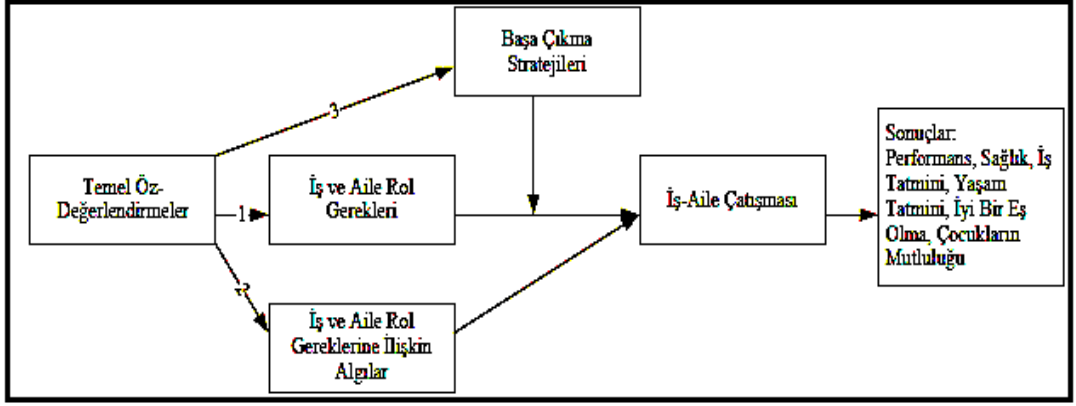 Başa Çıkma
Stratejileri
3
Temel Öz-
Değerlendirmeler
1
İş ve Aile Rol
Gerekleri
İş-Aile Çatışması
Sonuçlar:
Performans, Sağlık, İş
Tatmini, Yaşam
Tatmini, İyi Bir Eş
Olma, Çocukların
Mutluluğu
2
İş ve Aile Rol
Gereklerine İlişkin
Algılar